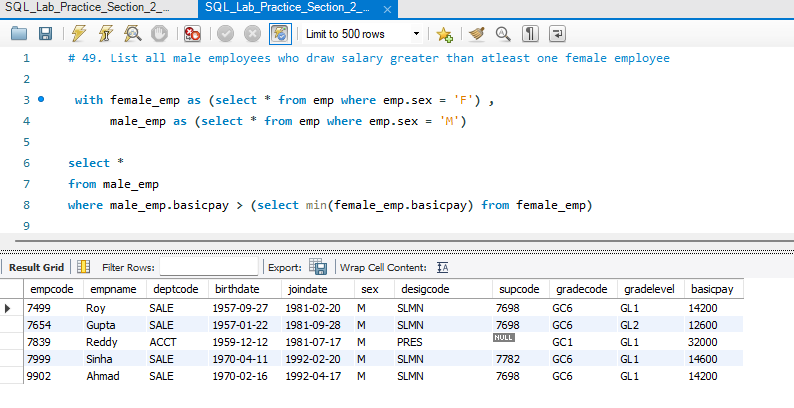 SQL_Lab_Practice_Section_2_... SQL_Lab_Practice_Section_2_...
Limit to 500 rows
1 # 49. List all male employees who draw salary greater than atleast one female employee
2
3 with female_emp as (select * from emp where emp.sex = 'F') ,
4 male_emp as (select * from emp where emp.sex = 'M')
5
6 select *
7 from male_emp
8 where male_emp.basicpay > (select min(female_emp.basicpay) from female_emp)
9
Result Grid Filter Rows: Export: Wrap Cell Content: IA
empcode empname deptcode birthdate joindate sex desigcode supcode gradecode gradelevel basicpay
7499 Roy SALE 1957-09-27 1981-02-20 M SLMN 7698 GC6 GL1 14200
7654 Gupta SALE 1957-01-22 1981-09-28 M SLMN 7698 GC6 GL2 12600
7839 Reddy ACCT 1959-12-12 1981-07-17 M PRES NULL GC1 GL1 32000
7999 Sinha SALE 1970-04-11 1992-02-20 M SLMN 7782 GC6 GL1 14600
9902 Ahmad SALE 1970-02-16 1992-04-17 M SLMN 7698 GC6 GL1 14200